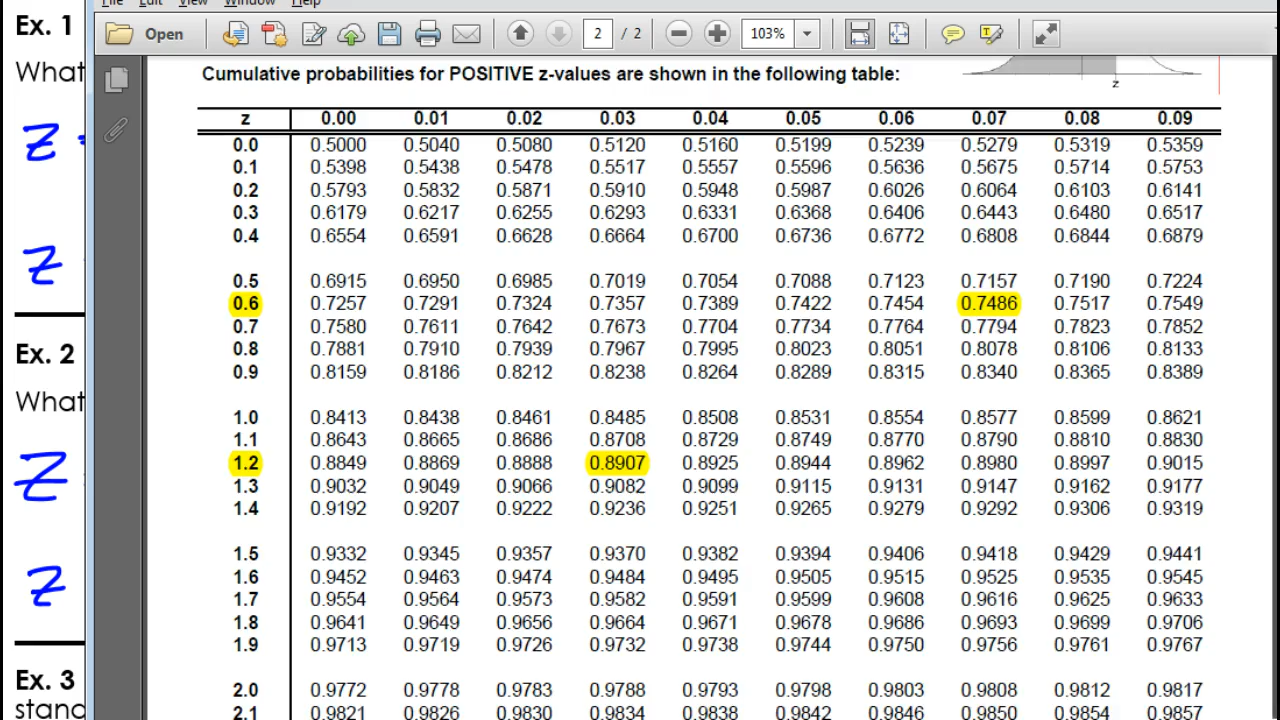 File Edit View Window Help
Open 2 / 2 103%
Ex. 1
What
z =
z
Ex. 2
What
z
z
Ex. 3
stand
Cumulative probabilities for POSITIVE z-values are shown in the following table:
z
z 0.00 0.01 0.02 0.03 0.04 0.05 0.06 0.07 0.08 0.09
0.0 0.5000 0.5040 0.5080 0.5120 0.5160 0.5199 0.5239 0.5279 0.5319 0.5359
0.1 0.5398 0.5438 0.5478 0.5517 0.5557 0.5596 0.5636 0.5675 0.5714 0.5753
0.2 0.5793 0.5832 0.5871 0.5910 0.5948 0.5987 0.6026 0.6064 0.6103 0.6141
0.3 0.6179 0.6217 0.6255 0.6293 0.6331 0.6368 0.6406 0.6443 0.6480 0.6517
0.4 0.6554 0.6591 0.6628 0.6664 0.6700 0.6736 0.6772 0.6808 0.6844 0.6879
0.5 0.6915 0.6950 0.6985 0.7019 0.7054 0.7088 0.7123 0.7157 0.7190 0.7224
0.6 0.7257 0.7291 0.7324 0.7357 0.7389 0.7422 0.7454 0.7486 0.7517 0.7549
0.7 0.7580 0.7611 0.7642 0.7673 0.7704 0.7734 0.7764 0.7794 0.7823 0.7852
0.8 0.7881 0.7910 0.7939 0.7967 0.7995 0.8023 0.8051 0.8078 0.8106 0.8133
0.9 0.8159 0.8186 0.8212 0.8238 0.8264 0.8289 0.8315 0.8340 0.8365 0.8389
1.0 0.8413 0.8438 0.8461 0.8485 0.8508 0.8531 0.8554 0.8577 0.8599 0.8621
1.1 0.8643 0.8665 0.8686 0.8708 0.8729 0.8749 0.8770 0.8790 0.8810 0.8830
1.2 0.8849 0.8869 0.8888 0.8907 0.8925 0.8944 0.8962 0.8980 0.8997 0.9015
1.3 0.9032 0.9049 0.9066 0.9082 0.9099 0.9115 0.9131 0.9147 0.9162 0.9177
1.4 0.9192 0.9207 0.9222 0.9236 0.9251 0.9265 0.9279 0.9292 0.9306 0.9319
1.5 0.9332 0.9345 0.9357 0.9370 0.9382 0.9394 0.9406 0.9418 0.9429 0.9441
1.6 0.9452 0.9463 0.9474 0.9484 0.9495 0.9505 0.9515 0.9525 0.9535 0.9545
1.7 0.9554 0.9564 0.9573 0.9582 0.9591 0.9599 0.9608 0.9616 0.9625 0.9633
1.8 0.9641 0.9649 0.9656 0.9664 0.9671 0.9678 0.9686 0.9693 0.9699 0.9706
1.9 0.9713 0.9719 0.9726 0.9732 0.9738 0.9744 0.9750 0.9756 0.9761 0.9767
2.0 0.9772 0.9778 0.9783 0.9788 0.9793 0.9798 0.9803 0.9808 0.9812 0.9817
2.1 0.9821 0.9826 0.9830 0.9834 0.9838 0.9842 0.9846 0.9850 0.9854 0.9857